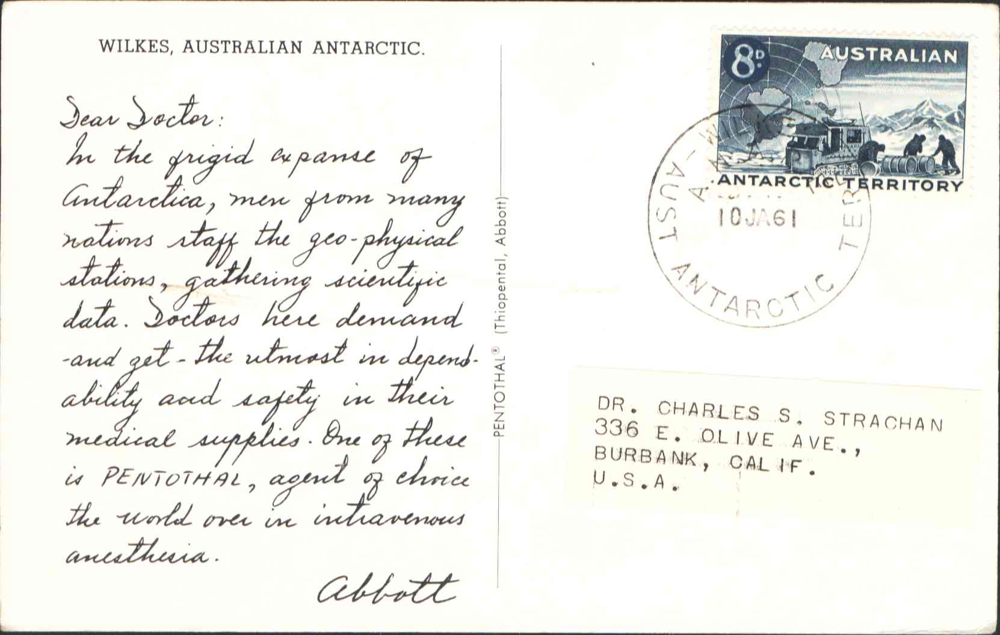 WILKES, AUSTRALIAN ANTARCTIC.
Dear Doctor:
In the frigid expanse of
Antarctica, men from many
nations staff the geo-physical
stations, gathering scientific
data. Doctors here demand
-and get - the utmost in depend-
ability and safety in their
medical supplies. One of these
is PENTOTHAL, agent of choice
the world over in intravenous
anesthesia.
Abbott
PENTOTHAL® (Thiopental, Abbott)
8D.
AUSTRALIAN
ANTARCTIC TERRITORY
10JA61
AUST ANTARCTIC TER
DR. CHARLES S. STRACHAN
336 E. OLIVE AVE.,
BURBANK, CALIF.
U.S.A.